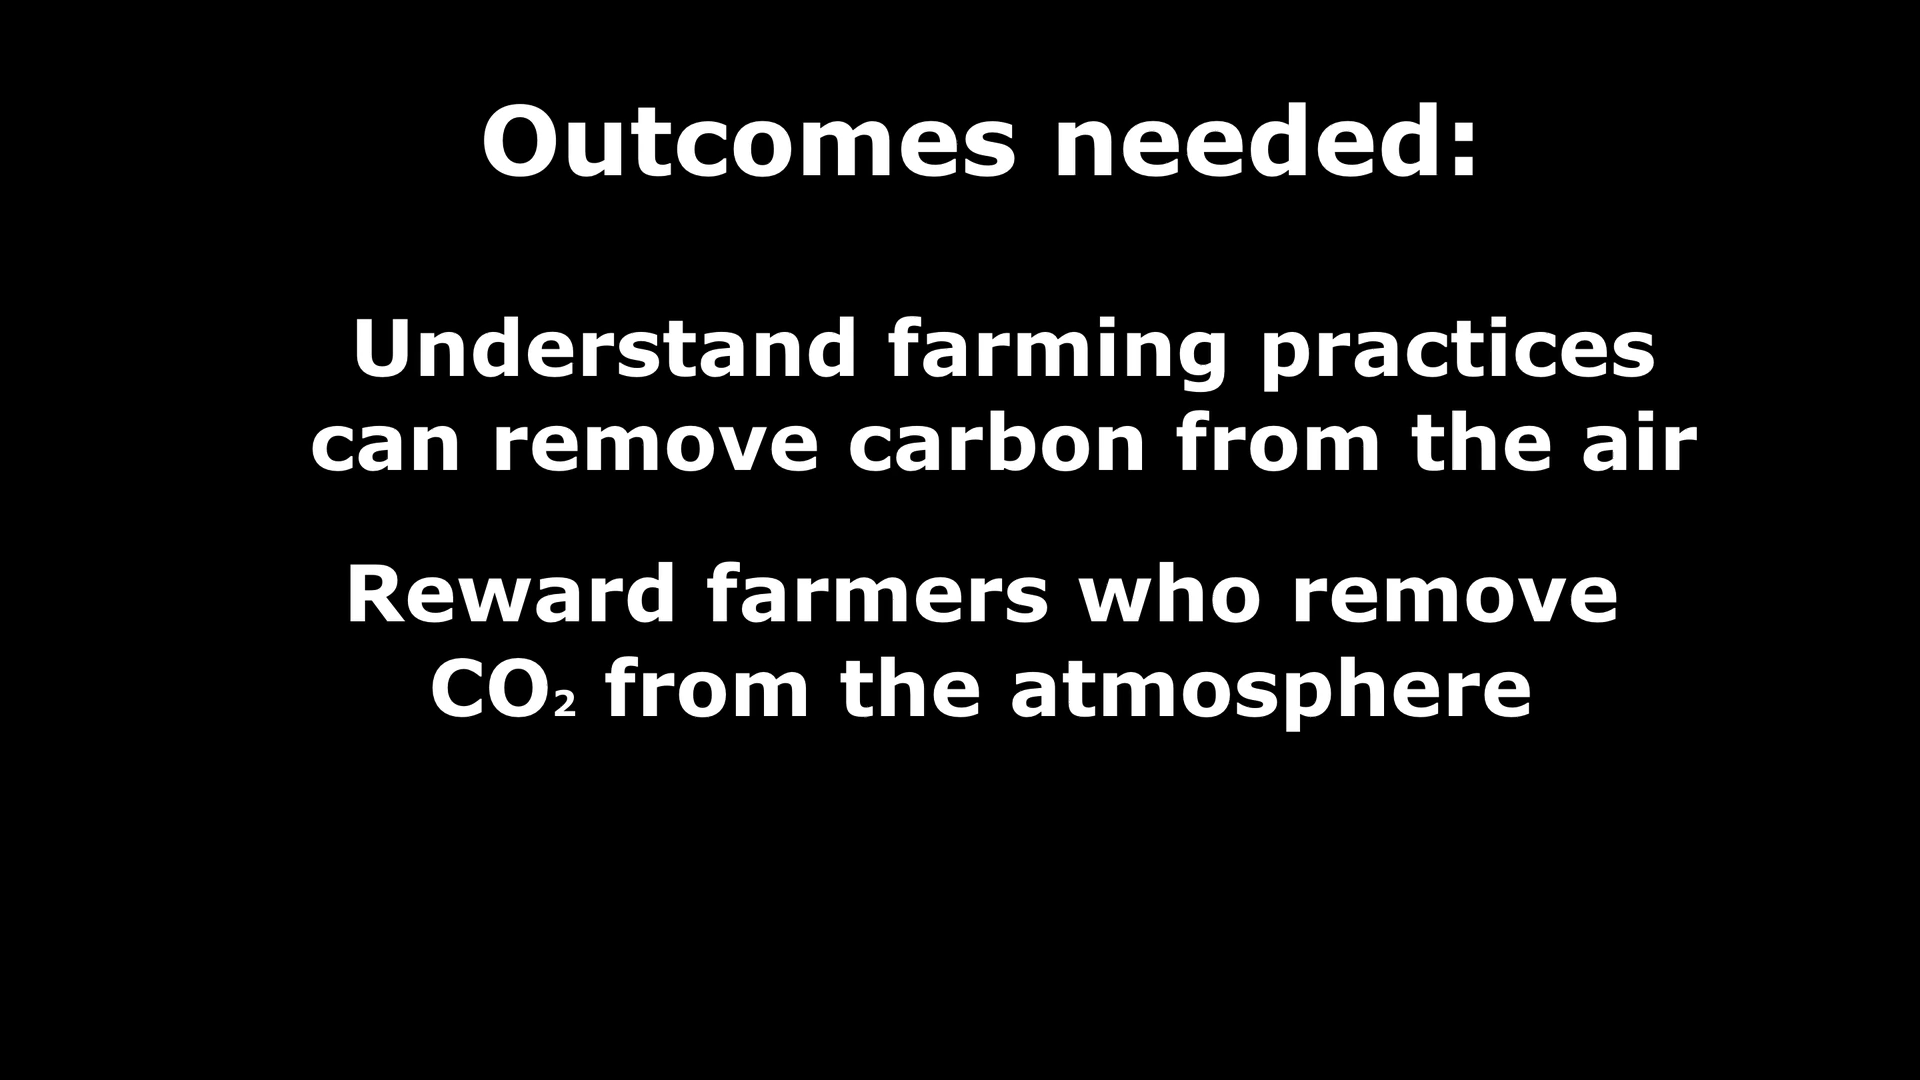 Outcomes needed:
Understand farming practices
can remove carbon from the air
Reward farmers who remove
CO₂ from the atmosphere